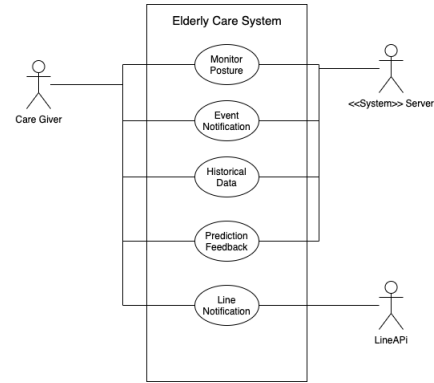 Elderly Care System
Monitor
Posture
Care Giver
<<System>> Server
Event
Notification
Historical
Data
Prediction
Feedback
Line
Notification
LineAPi